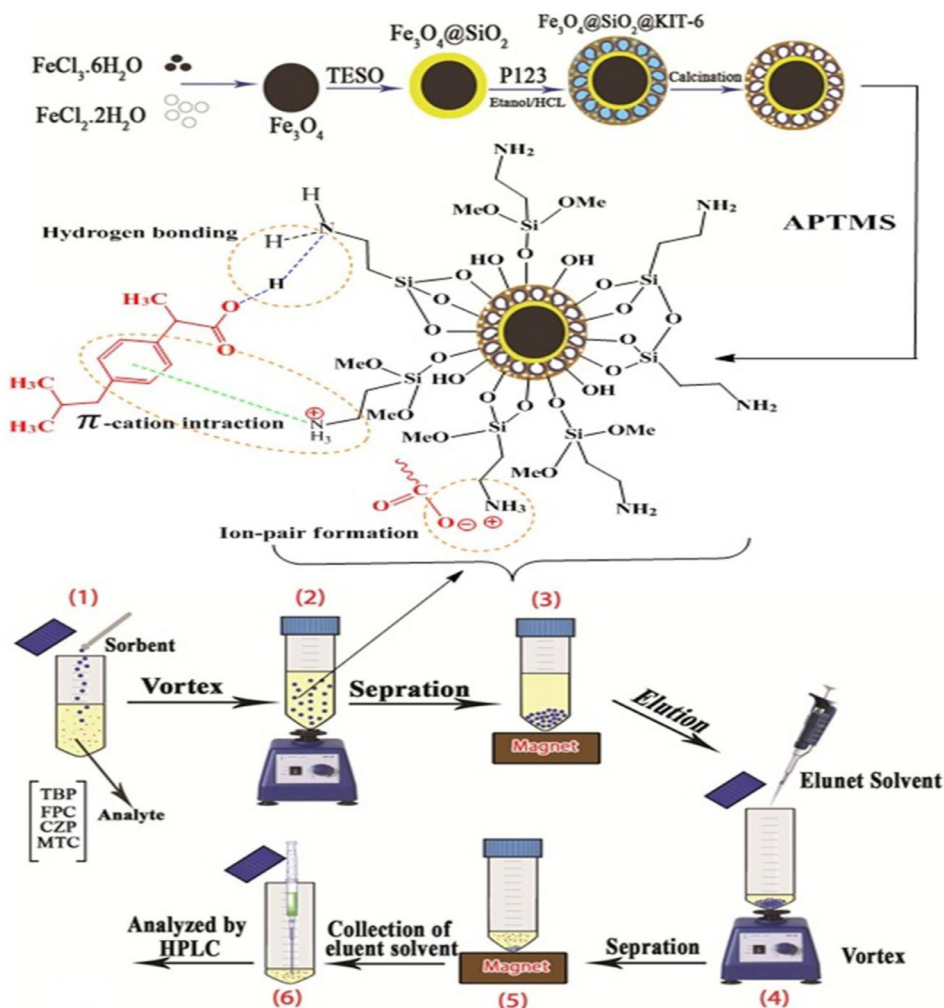 Fe3O4@SiO2
Fe3O4@SiO2@KIT-6
FeCl3.6H2O
FeCl2.2H2O
TESO
P123
Etanol/HCL
Calcination
Fe3O4
APTMS
NH2
MeO
OMe
Si
O
NH2
H
H
N
Hydrogen bonding
H
Si
O
O
O
HO
OH
O
O
Si
O
O
H3C
O
O
Si
MeO
Si
O
HO
OH
NH2
π-cation intraction
MeO
NH3
⊕
H3C
CH3
O
O
O
O
MeO
Si
Si
OMe
MeO
C
O
O
⊖ ⊕
NH3
NH2
Ion-pair formation
(1)
(2)
(3)
Sorbent
Vortex
Sepration
Elution
Magnet
Elunet Solvent
TBP
FPC
CZP
MTC
Analyte
Analyzed by
HPLC
Collection of
eluent solvent
Magnet
Sepration
Vortex
(6)
(5)
(4)